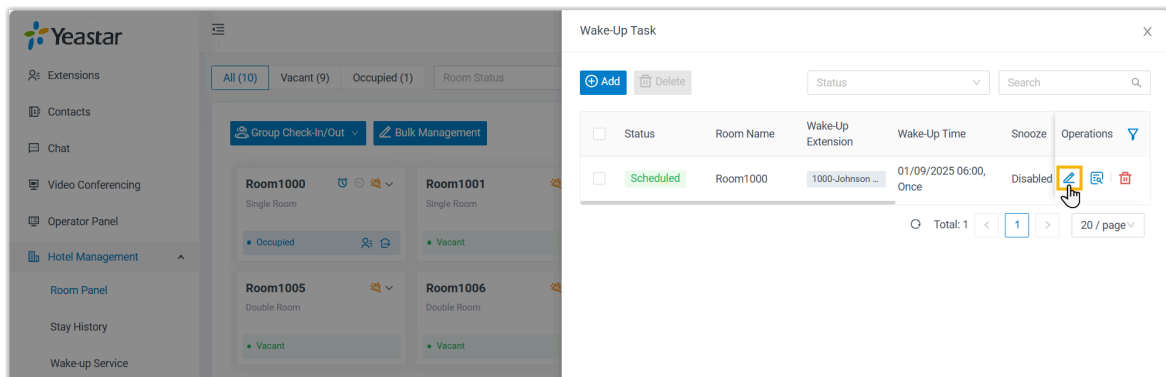 Yeastar
Extensions
Contacts
Chat
Video Conferencing
Operator Panel
Hotel Management
Room Panel
Stay History
Wake-up Service
All (10) Vacant (9) Occupied (1) Room Status
Group Check-In/Out Bulk Management
Room1000 Room1001
Single Room Single Room
Occupied Vacant
Room1005 Room1006
Double Room Double Room
Vacant Vacant
Wake-Up Task X
Add Delete Status Search
Status Room Name Wake-Up Extension Wake-Up Time Snooze Operations
Scheduled Room1000 1000-Johnson ... 01/09/2025 06:00, Once Disabled
Total: 1 < 1 > 20 / page